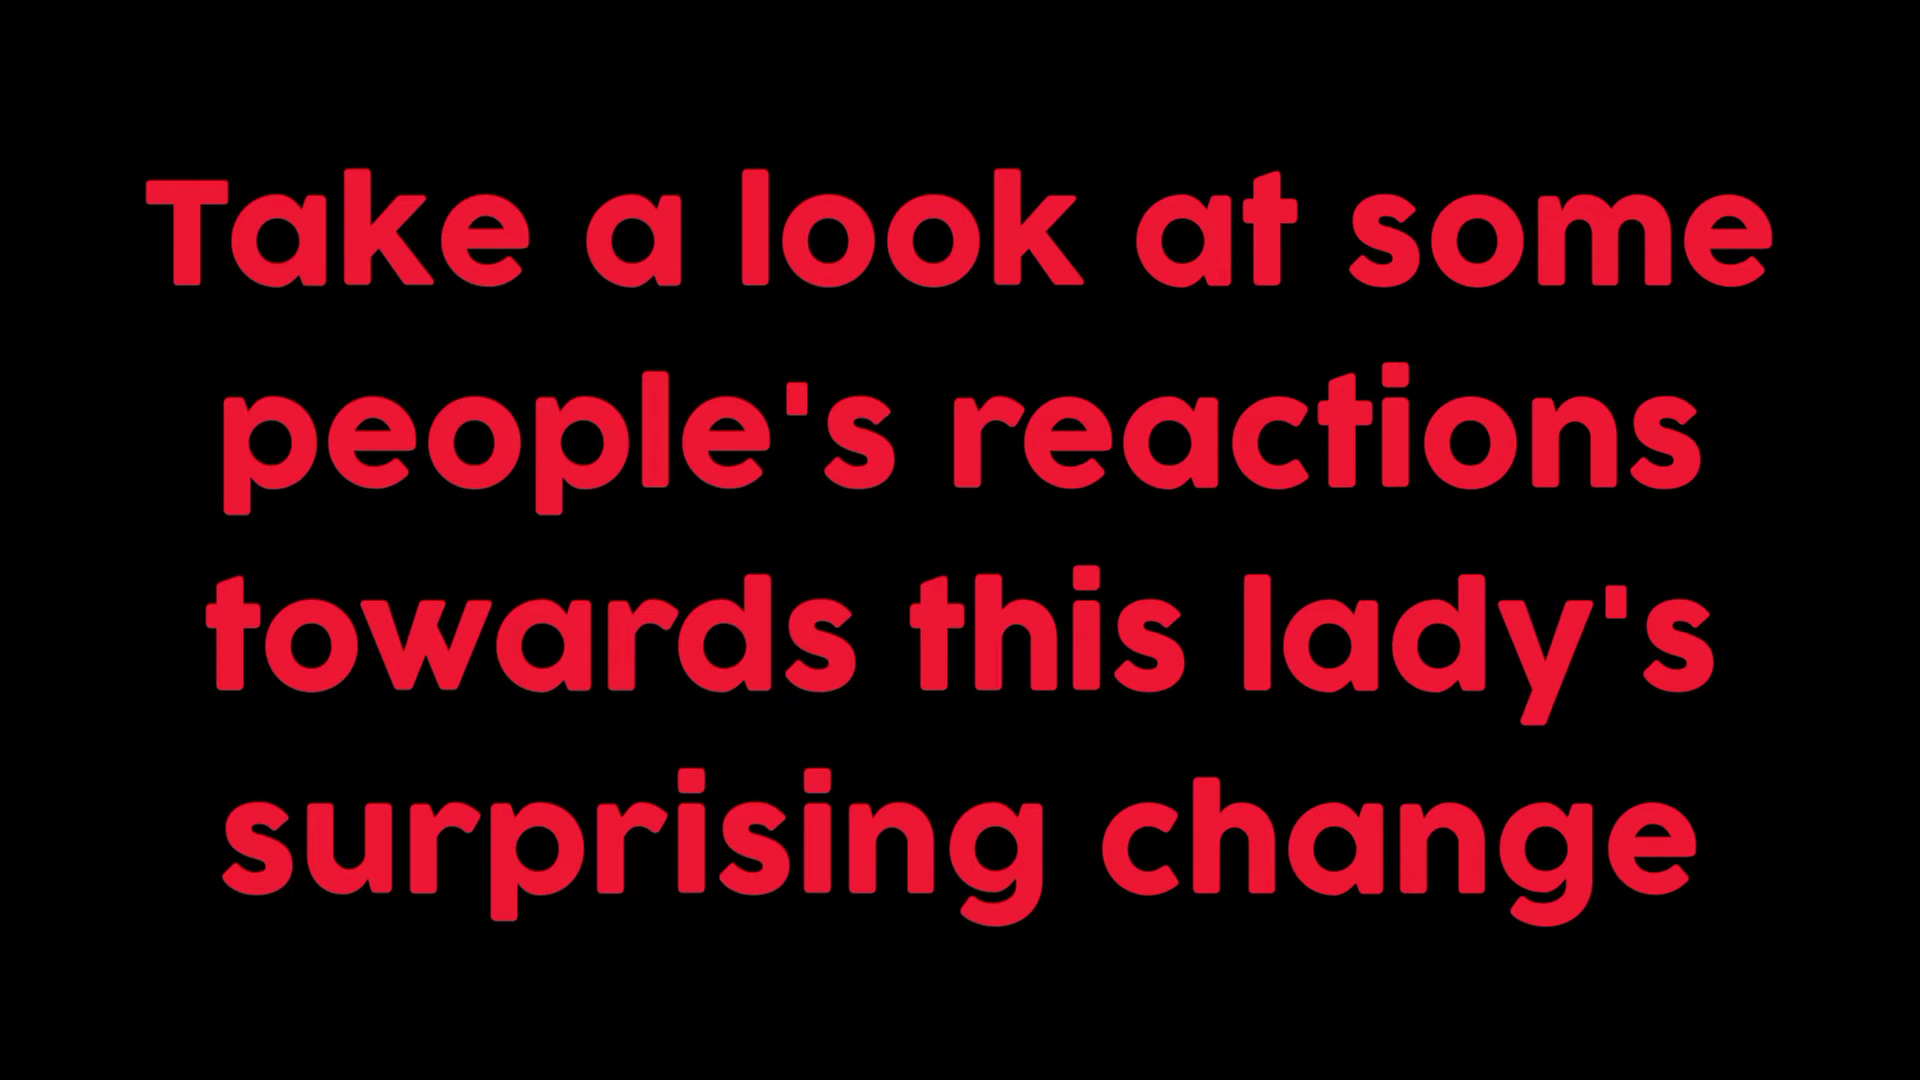 Take a look at some
people's reactions
towards this lady's
surprising change